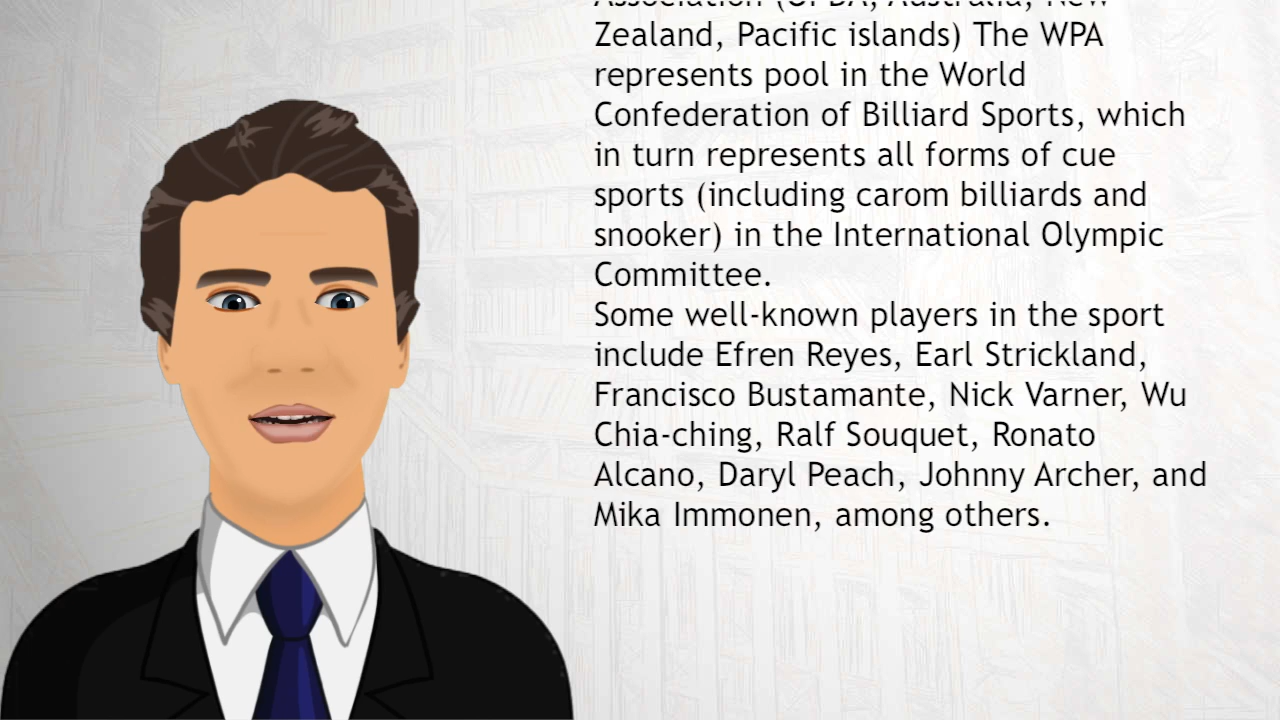 Zealand, Pacific islands) The WPA
represents pool in the World
Confederation of Billiard Sports, which
in turn represents all forms of cue
sports (including carom billiards and
snooker) in the International Olympic
Committee.
Some well-known players in the sport
include Efren Reyes, Earl Strickland,
Francisco Bustamante, Nick Varner, Wu
Chia-ching, Ralf Souquet, Ronato
Alcano, Daryl Peach, Johnny Archer, and
Mika Immonen, among others.